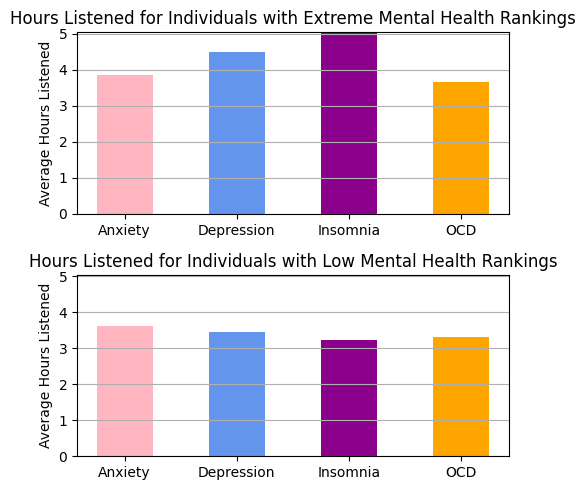 Hours Listened for Individuals with Extreme Mental Health Rankings
Average Hours Listened
5
4
3
2
1
0
Anxiety Depression Insomnia OCD
Hours Listened for Individuals with Low Mental Health Rankings
Average Hours Listened
5
4
3
2
1
0
Anxiety Depression Insomnia OCD